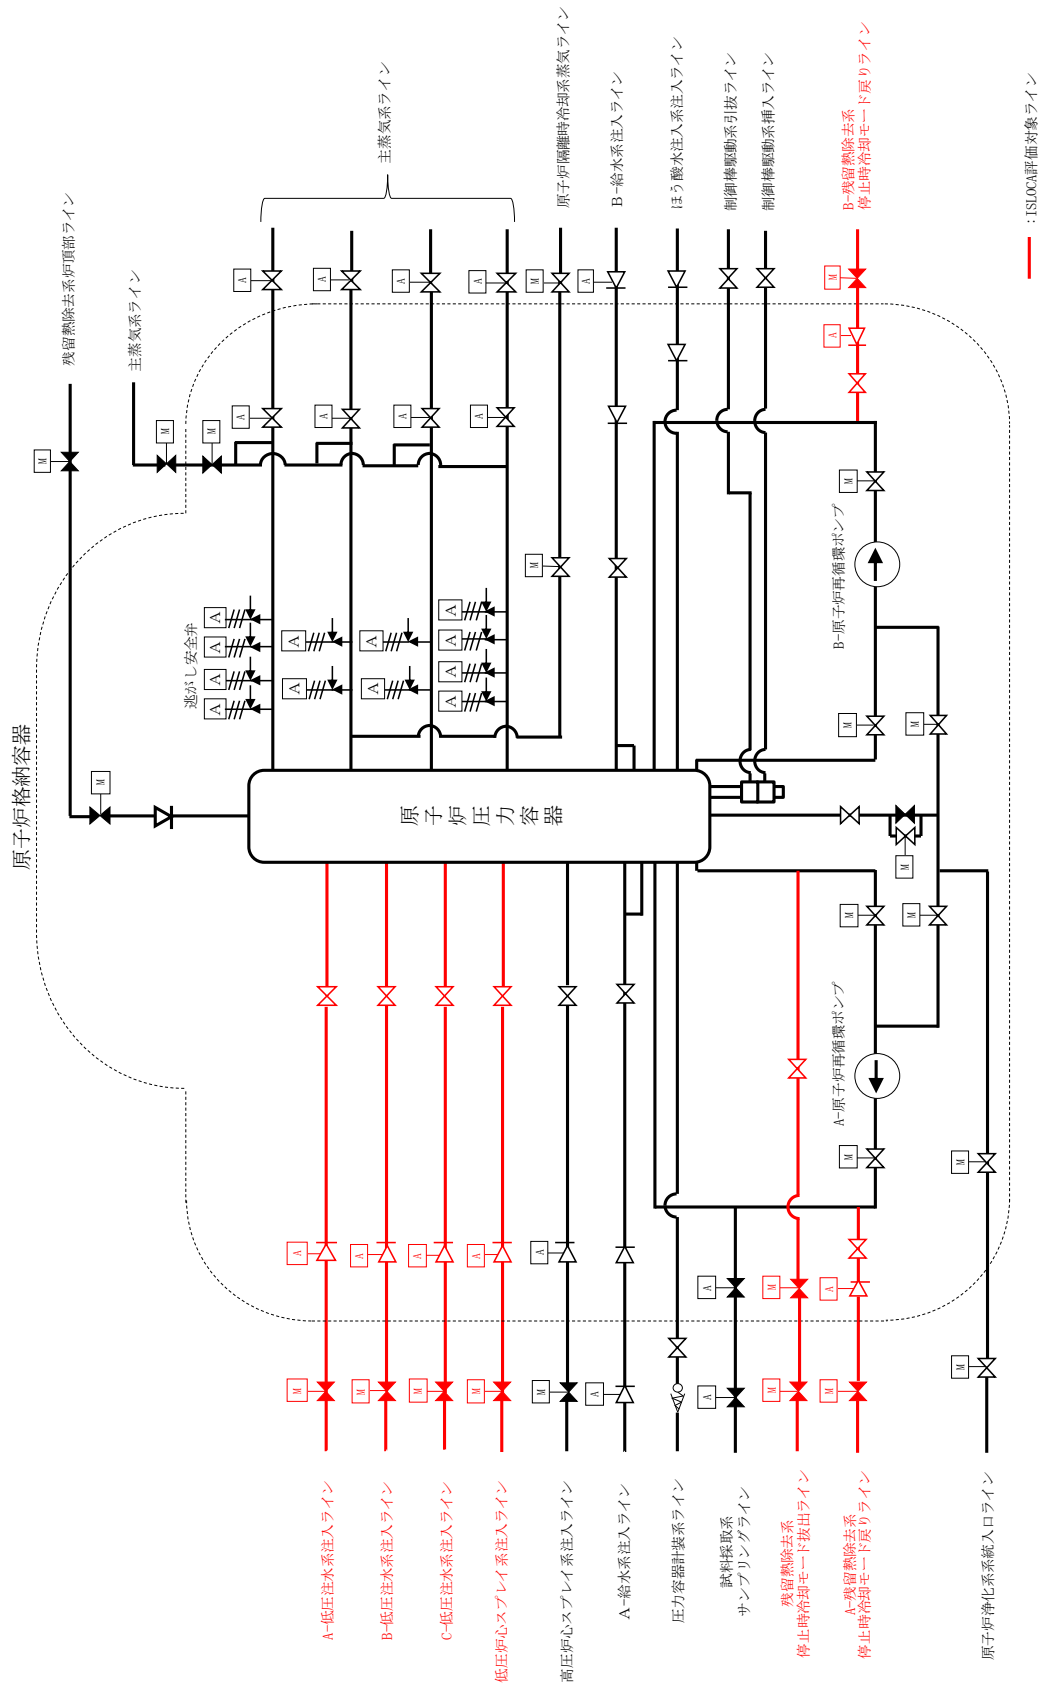 原子炉格納容器
残留熱除去系炉頂部ライン
主蒸気系ライン
主蒸気系ライン
原子炉隔離時冷却系蒸気ライン
B-給水系注入ライン
ほう酸水注入系注入ライン
制御棒駆動系引抜ライン
制御棒駆動系挿入ライン
B-残留熱除去系
停止時冷却モード戻りライン
:ISLOCA評価対象ライン
逃がし安全弁
原子炉圧力容器
B-原子炉再循環ポンプ
A-原子炉再循環ポンプ
A-低圧注水系注入ライン
B-低圧注水系注入ライン
C-低圧注水系注入ライン
低圧炉心スプレイ系注入ライン
高圧炉心スプレイ系注入ライン
A-給水系注入ライン
圧力容器計装系ライン
試料採取系
サンプリングライン
残留熱除去系
停止時冷却モード抜出ライン
A-残留熱除去系
停止時冷却モード戻りライン
原子炉浄化系系統入口ライン
M
M
M
M
A
A
A
A
M
A
A
A
A
A
M
A
M
A
A
A
A
A
A
A
A
A
A
A
A
M
M
M
M
M
M
M
A
A
A
A
A
M
M
M
M
M
A
A
A
M
M
A
M
M
M